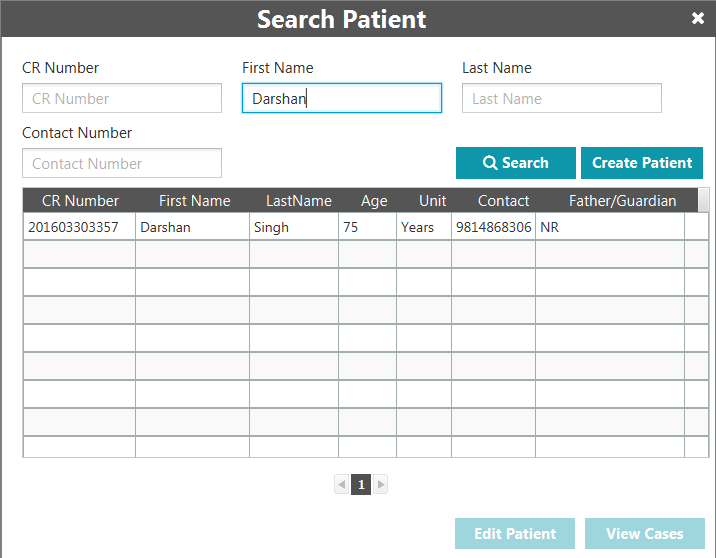 Search Patient
CR Number First Name Last Name
CR Number Darshan Last Name
Contact Number
Contact Number Search Create Patient
CR Number First Name LastName Age Unit Contact Father/Guardian
201603303357 Darshan Singh 75 Years 9814868306 NR
1
Edit Patient View Cases